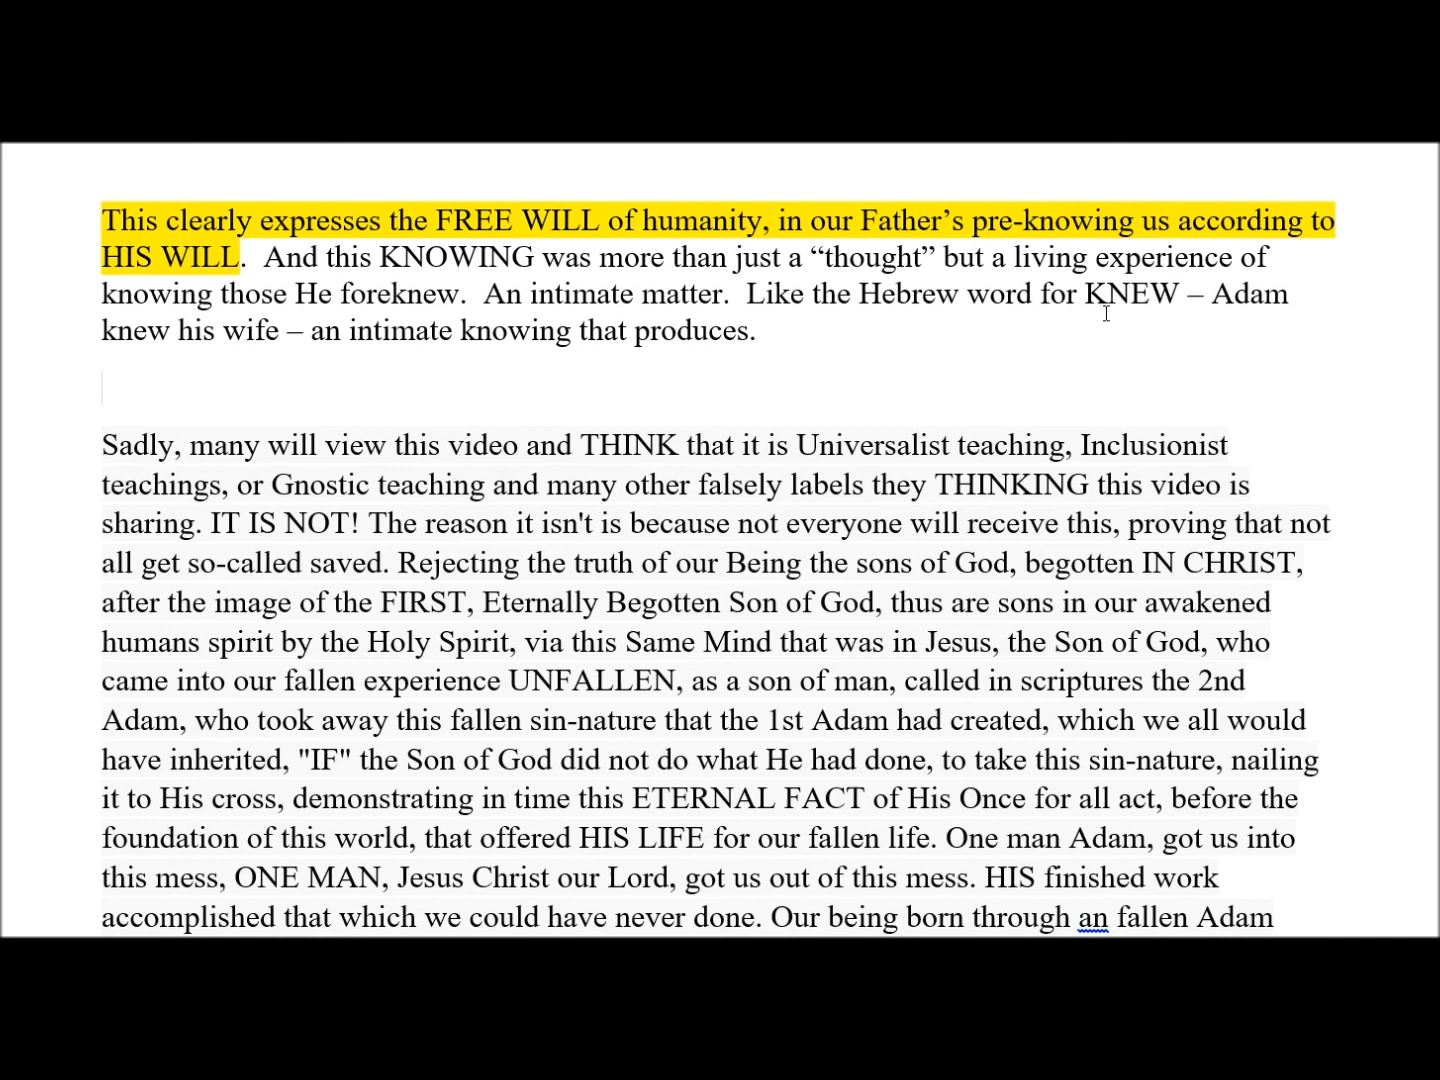 This clearly expresses the FREE WILL of humanity, in our Father’s pre-knowing us according to
HIS WILL.  And this KNOWING was more than just a “thought” but a living experience of
knowing those He foreknew.  An intimate matter.  Like the Hebrew word for KNEW – Adam
knew his wife – an intimate knowing that produces.
Sadly, many will view this video and THINK that it is Universalist teaching, Inclusionist
teachings, or Gnostic teaching and many other falsely labels they THINKING this video is
sharing. IT IS NOT! The reason it isn't is because not everyone will receive this, proving that not
all get so-called saved. Rejecting the truth of our Being the sons of God, begotten IN CHRIST,
after the image of the FIRST, Eternally Begotten Son of God, thus are sons in our awakened
humans spirit by the Holy Spirit, via this Same Mind that was in Jesus, the Son of God, who
came into our fallen experience UNFALLEN, as a son of man, called in scriptures the 2nd
Adam, who took away this fallen sin-nature that the 1st Adam had created, which we all would
have inherited, "IF" the Son of God did not do what He had done, to take this sin-nature, nailing
it to His cross, demonstrating in time this ETERNAL FACT of His Once for all act, before the
foundation of this world, that offered HIS LIFE for our fallen life. One man Adam, got us into
this mess, ONE MAN, Jesus Christ our Lord, got us out of this mess. HIS finished work
accomplished that which we could have never done. Our being born through an fallen Adam